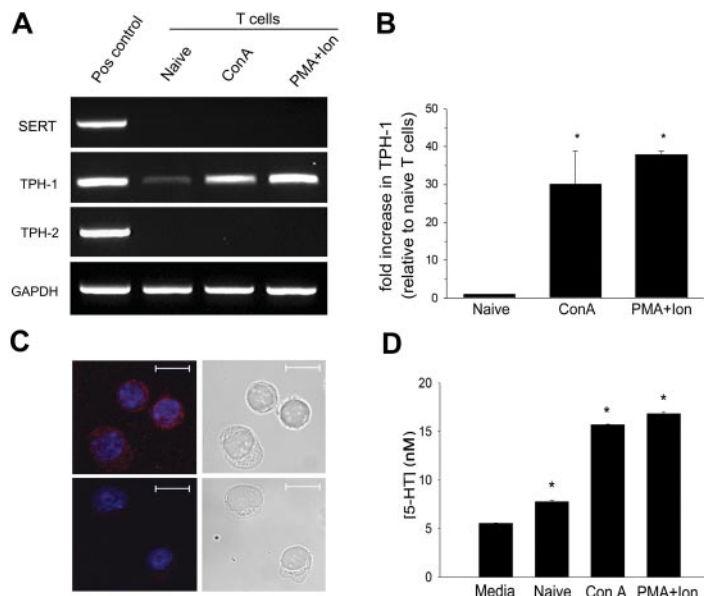 A
T cells
Pos control
Naive
ConA
PMA+Ion
SERT
TPH-1
TPH-2
GAPDH
B
fold increase in TPH-1
(relative to naive T cells)
50
40
30
20
10
0
* *
Naive ConA PMA+Ion
C
D
[5-HT] (nM)
20
15
10
5
0
* * *
Media Naive Con A PMA+Ion